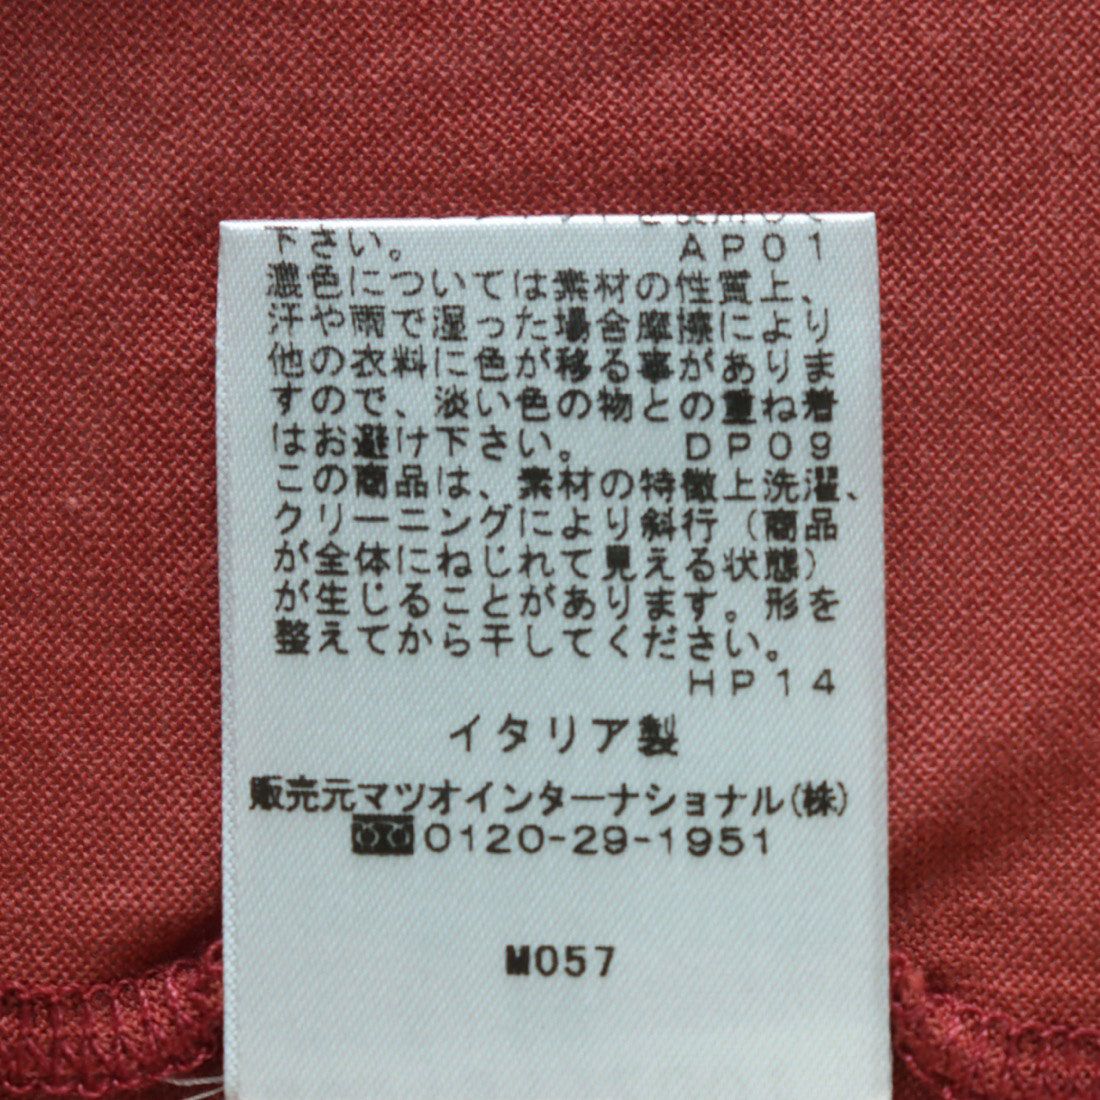 下さい。 AP01
濃色については素材の性質上、
汗や雨で湿った場合の摩擦により
他の衣料に色が移る事がありま
すので、淡い色の物との重ね着
はお避け下さい。 DP09
この商品は、素材の特徴上洗濯、
クリーニングにより斜行(商品
が全体にねじれて見える状態)
が生じることがあります。形を
整えてから干してください。
HP14
イタリア製
販売元マツオインターナショナル(株)
0120-29-1951
M057